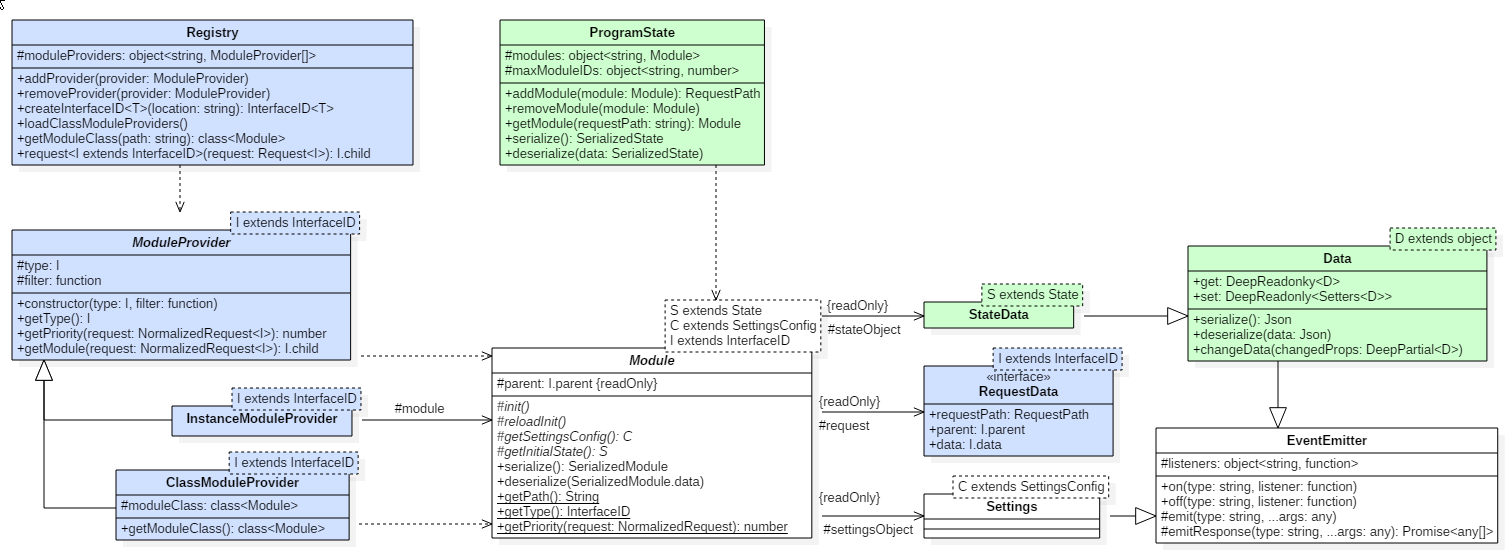 Registry
#moduleProviders: object<string, ModuleProvider[]>
+addProvider(provider: ModuleProvider)
+removeProvider(provider: ModuleProvider)
+createInterfaceID<T>(location: string): InterfaceID<T>
+loadClassModuleProviders()
+getModuleClass(path: string): class<Module>
+request<I extends InterfaceID>(request: Request<I>): I.child
ProgramState
#modules: object<string, Module>
#maxModuleIDs: object<string, number>
+addModule(module: Module): RequestPath
+removeModule(module: Module)
+getModule(requestPath: string): Module
+serialize(): SerializedState
+deserialize(data: SerializedState)
I extends InterfaceID
ModuleProvider
#type: I
#filter: function
+constructor(type: I, filter: function)
+getType(): I
+getPriority(request: NormalizedRequest<I>): number
+getModule(request: NormalizedRequest<I>): I.child
I extends InterfaceID
InstanceModuleProvider
#module
I extends InterfaceID
ClassModuleProvider
#moduleClass: class<Module>
+getModuleClass(): class<Module>
S extends State
C extends SettingsConfig
I extends InterfaceID
Module
#parent: I.parent {readOnly}
#init()
#reloadInit()
#getSettingsConfig(): C
#getInitialState(): S
+serialize(): SerializedModule
+deserialize(SerializedModule.data)
+getPath(): String
+getType(): InterfaceID
+getPriority(request: NormalizedRequest): number
{readOnly}
#stateObject
S extends State
StateData
{readOnly}
#request
I extends InterfaceID
«interface»
RequestData
+requestPath: RequestPath
+parent: I.parent
+data: I.data
{readOnly}
#settingsObject
C extends SettingsConfig
Settings
D extends object
Data
+get: DeepReadonky<D>
+set: DeepReadonly<Setters<D>>
+serialize(): Json
+deserialize(data: Json)
+changeData(changedProps: DeepPartial<D>)
EventEmitter
#listeners: object<string, function>
+on(type: string, listener: function)
+off(type: string, listener: function)
#emit(type: string, ...args: any)
#emitResponse(type: string, ...args: any): Promise<any[]>